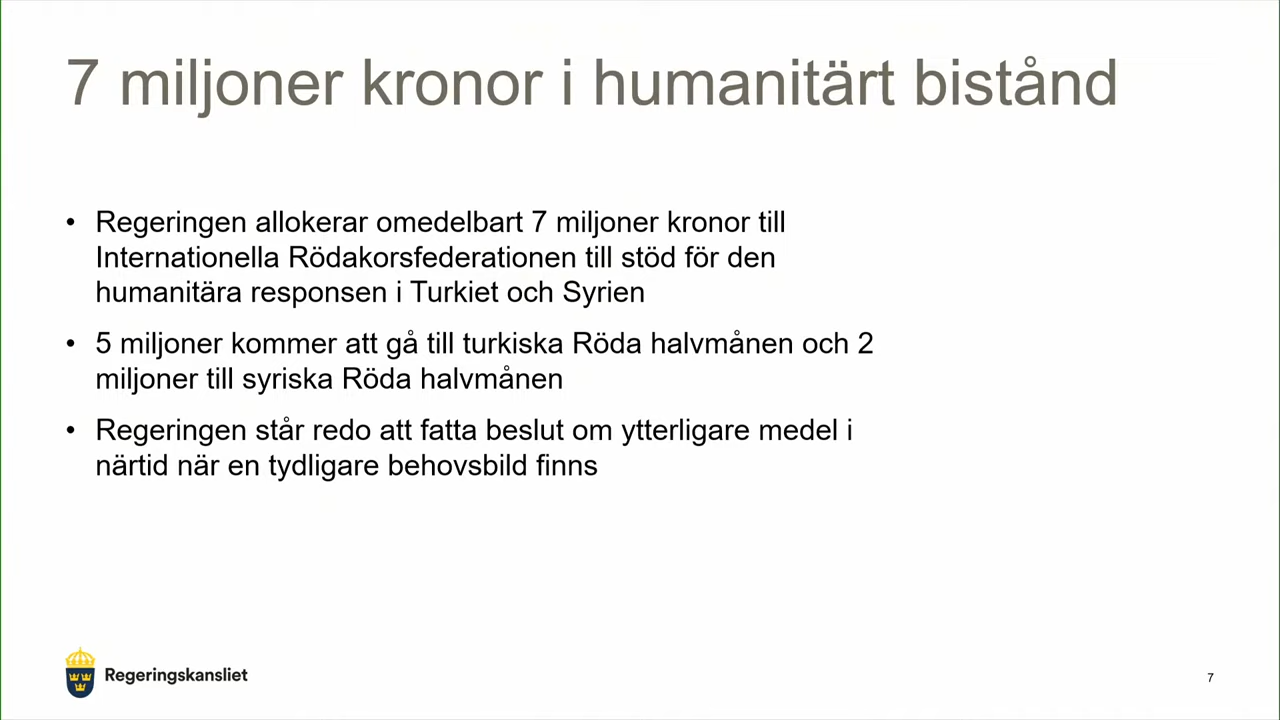 7 miljoner kronor i humanitärt bistånd
• Regeringen allokerar omedelbart 7 miljoner kronor till
Internationella Rödakorsfederationen till stöd för den
humanitära responsen i Turkiet och Syrien
• 5 miljoner kommer att gå till turkiska Röda halvmånen och 2
miljoner till syriska Röda halvmånen
• Regeringen står redo att fatta beslut om ytterligare medel i
närtid när en tydligare behovsbild finns
Regeringskansliet
7